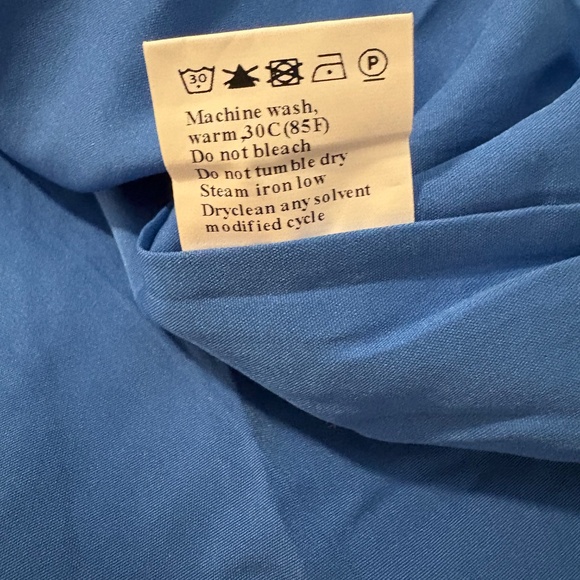 30 P
Machine wash,
warm 30C(85F)
Do not bleach
Do not tumble dry
Steam iron low
Dryclean any solvent
modified cycle